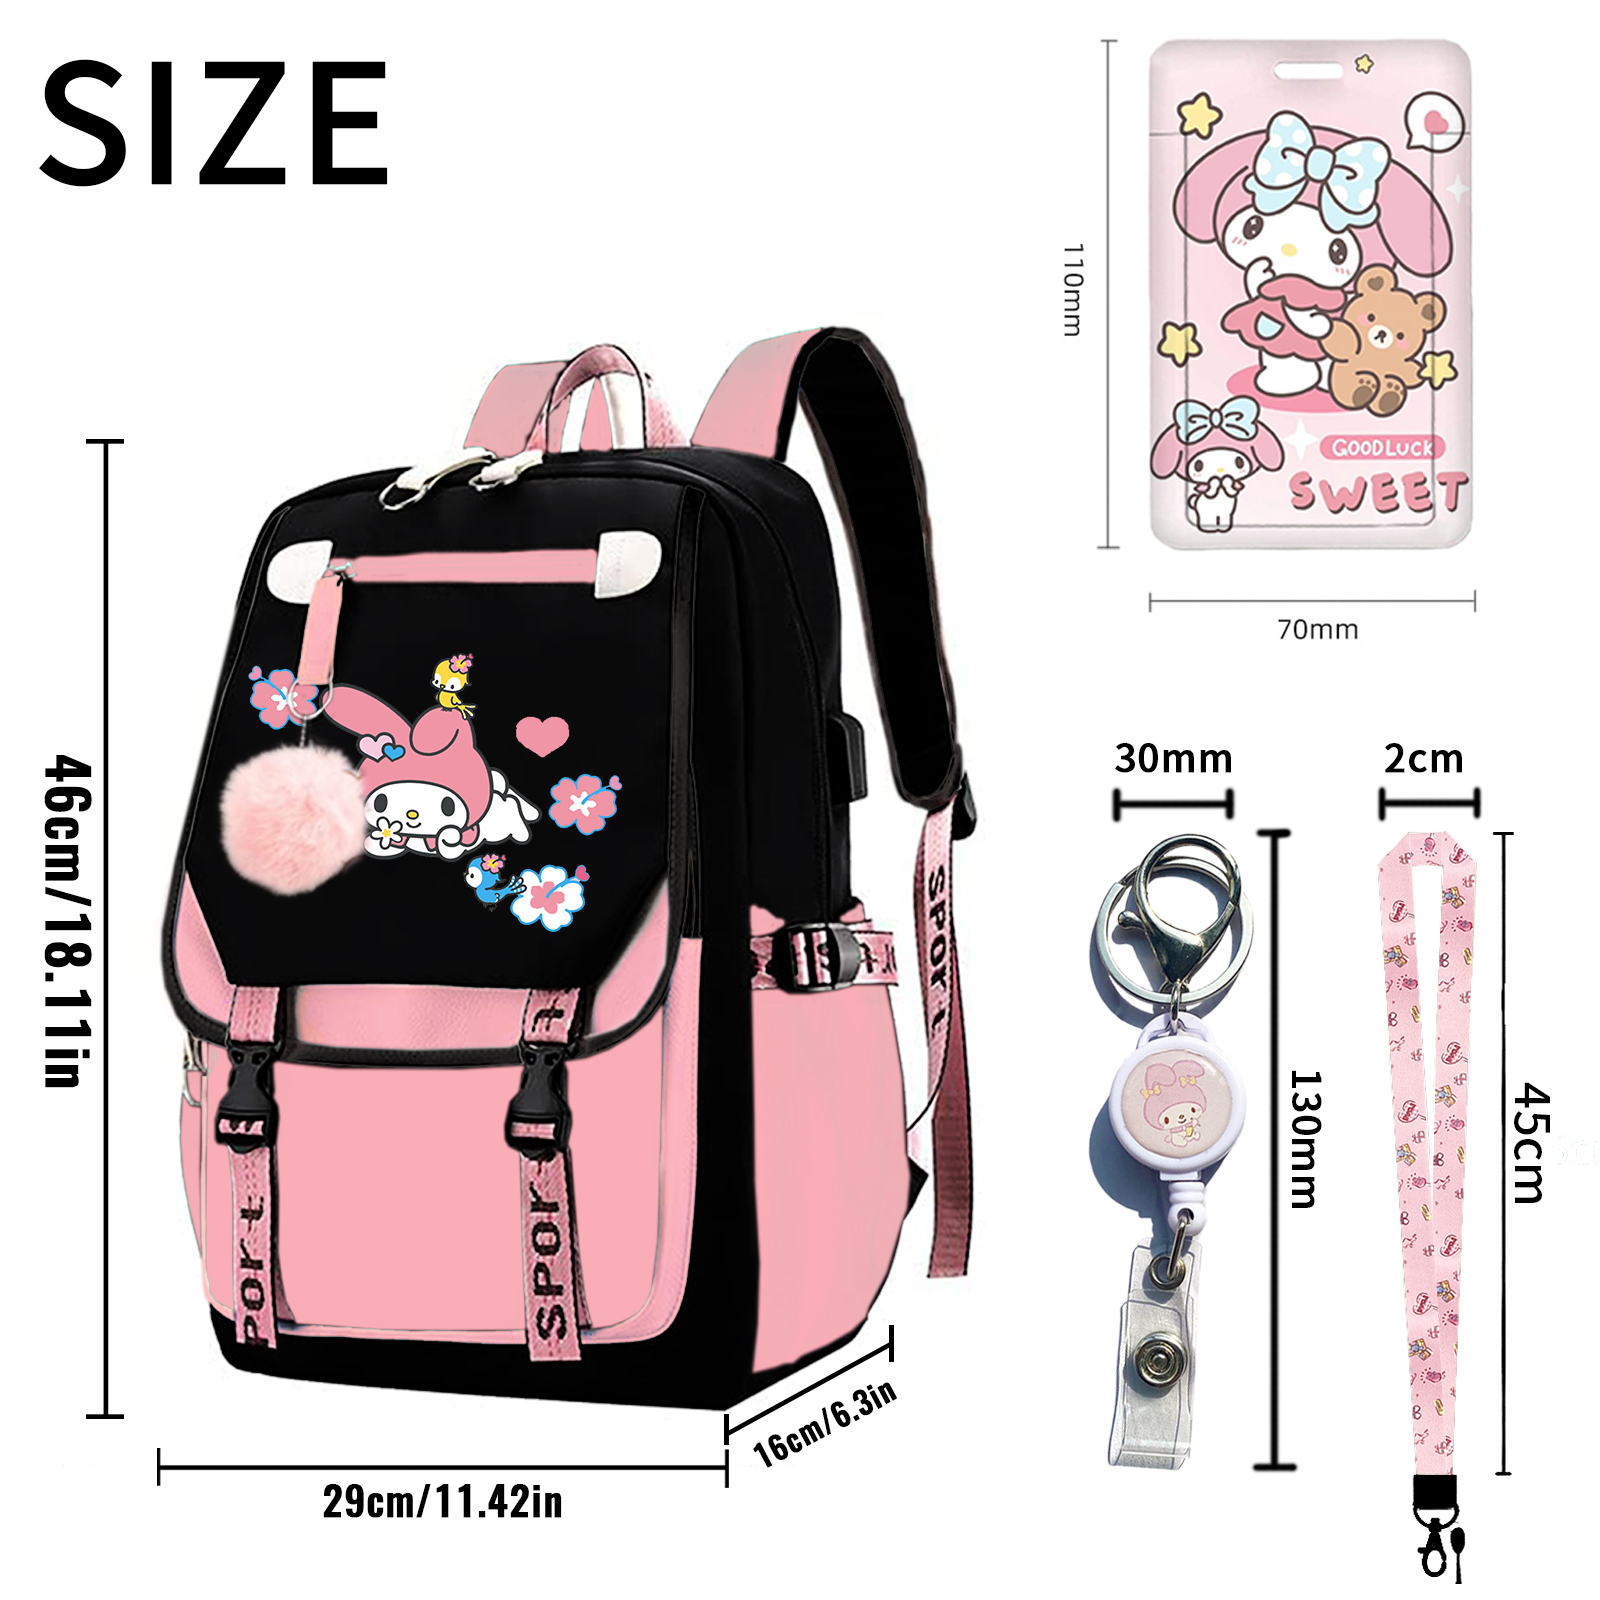 SIZE
110mm
GOODLUCK
SWEET
70mm
46cm/18.11in
30mm
2cm
130mm
45cm
SPORT
PORT
SPORT
16cm/6.3in
29cm/11.42in